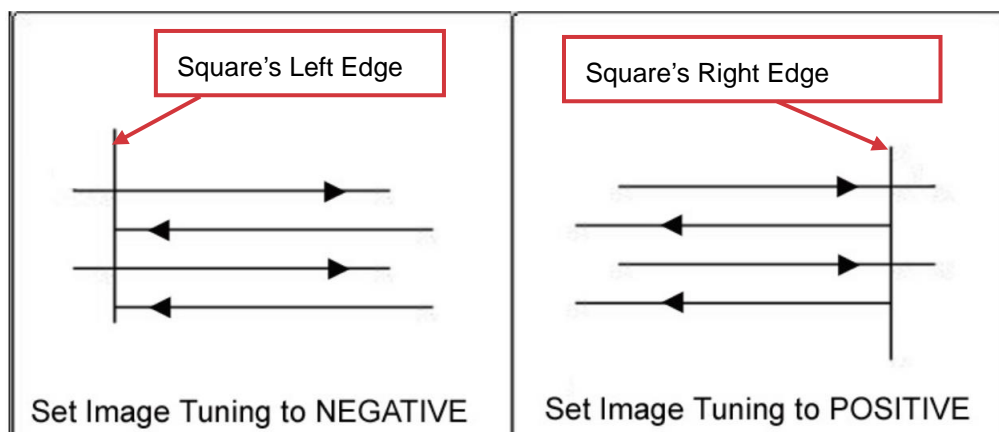 Square's Left Edge
Set Image Tuning to NEGATIVE
Square's Right Edge
Set Image Tuning to POSITIVE